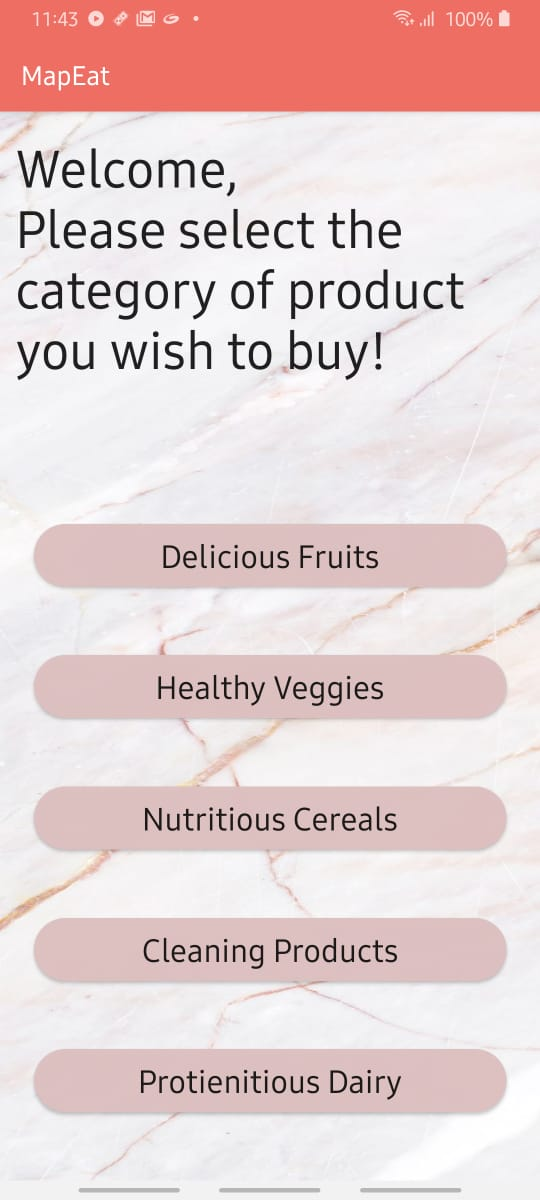 11:43 100%
MapEat
Welcome,
Please select the
category of product
you wish to buy!
Delicious Fruits
Healthy Veggies
Nutritious Cereals
Cleaning Products
Protienitious Dairy